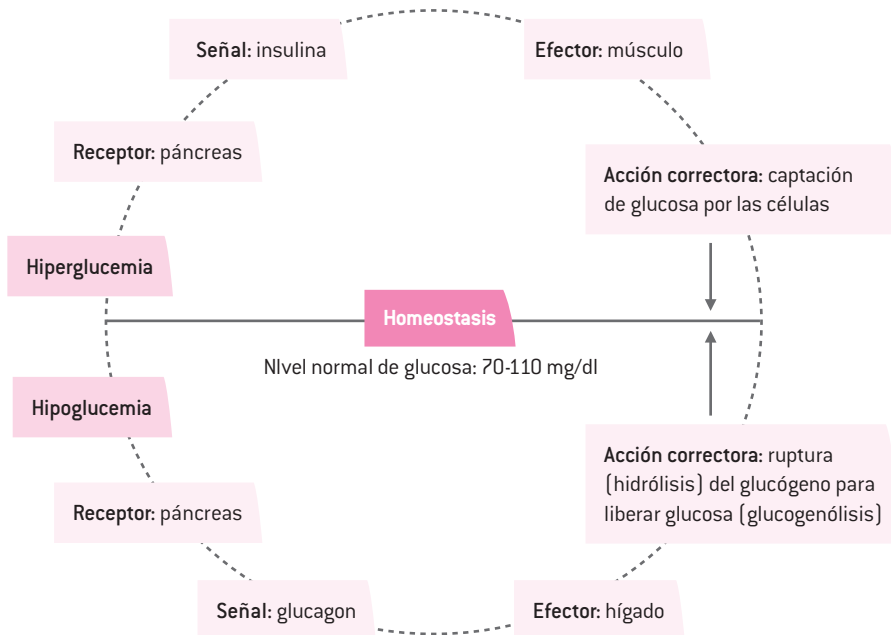 Señal: insulina
Efector: músculo
Receptor: páncreas
Acción correctora: captación
de glucosa por las células
Hiperglucemia
Homeostasis
NIvel normal de glucosa: 70-110 mg/dl
Hipoglucemia
Acción correctora: ruptura
(hidrólisis) del glucógeno para
liberar glucosa (glucogenólisis)
Receptor: páncreas
Señal: glucagon
Efector: hígado